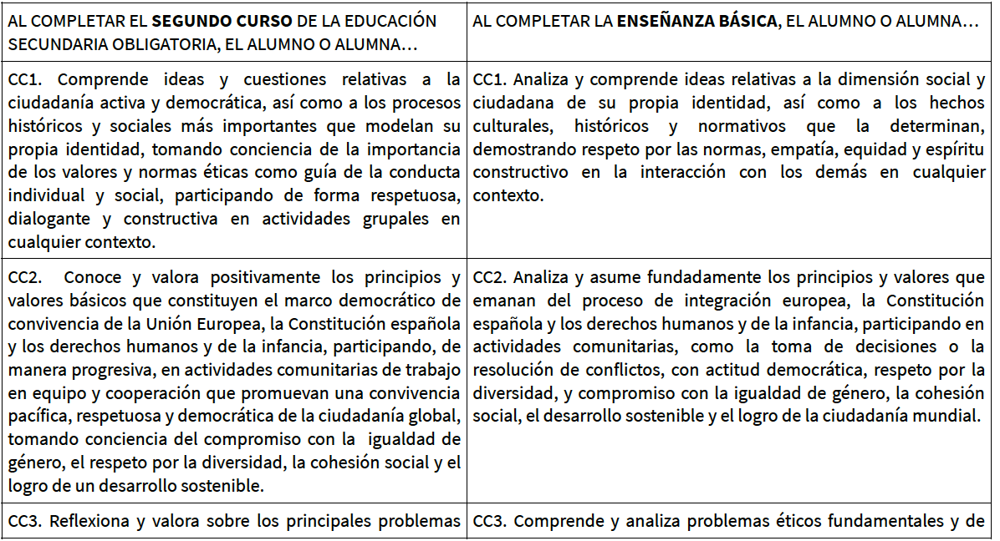 AL COMPLETAR EL SEGUNDO CURSO DE LA EDUCACIÓN
SECUNDARIA OBLIGATORIA, EL ALUMNO O ALUMNA…
AL COMPLETAR LA ENSEÑANZA BÁSICA, EL ALUMNO O ALUMNA…
CC1. Comprende ideas y cuestiones relativas a la
ciudadanía activa y democrática, así como a los procesos
históricos y sociales más importantes que modelan su
propia identidad, tomando conciencia de la importancia
de los valores y normas éticas como guía de la conducta
individual y social, participando de forma respetuosa,
dialogante y constructiva en actividades grupales en
cualquier contexto.
CC1. Analiza y comprende ideas relativas a la dimensión social y
ciudadana de su propia identidad, así como a los hechos
culturales, históricos y normativos que la determinan,
demostrando respeto por las normas, empatía, equidad y espíritu
constructivo en la interacción con los demás en cualquier
contexto.
CC2. Conoce y valora positivamente los principios y
valores básicos que constituyen el marco democrático de
convivencia de la Unión Europea, la Constitución española
y los derechos humanos y de la infancia, participando, de
manera progresiva, en actividades comunitarias de trabajo
en equipo y cooperación que promuevan una convivencia
pacífica, respetuosa y democrática de la ciudadanía global,
tomando conciencia del compromiso con la igualdad de
género, el respeto por la diversidad, la cohesión social y el
logro de un desarrollo sostenible.
CC2. Analiza y asume fundadamente los principios y valores que
emanan del proceso de integración europea, la Constitución
española y los derechos humanos y de la infancia, participando en
actividades comunitarias, como la toma de decisiones o la
resolución de conflictos, con actitud democrática, respeto por la
diversidad, y compromiso con la igualdad de género, la cohesión
social, el desarrollo sostenible y el logro de la ciudadanía mundial.
CC3. Reflexiona y valora sobre los principales problemas
CC3. Comprende y analiza problemas éticos fundamentales y de